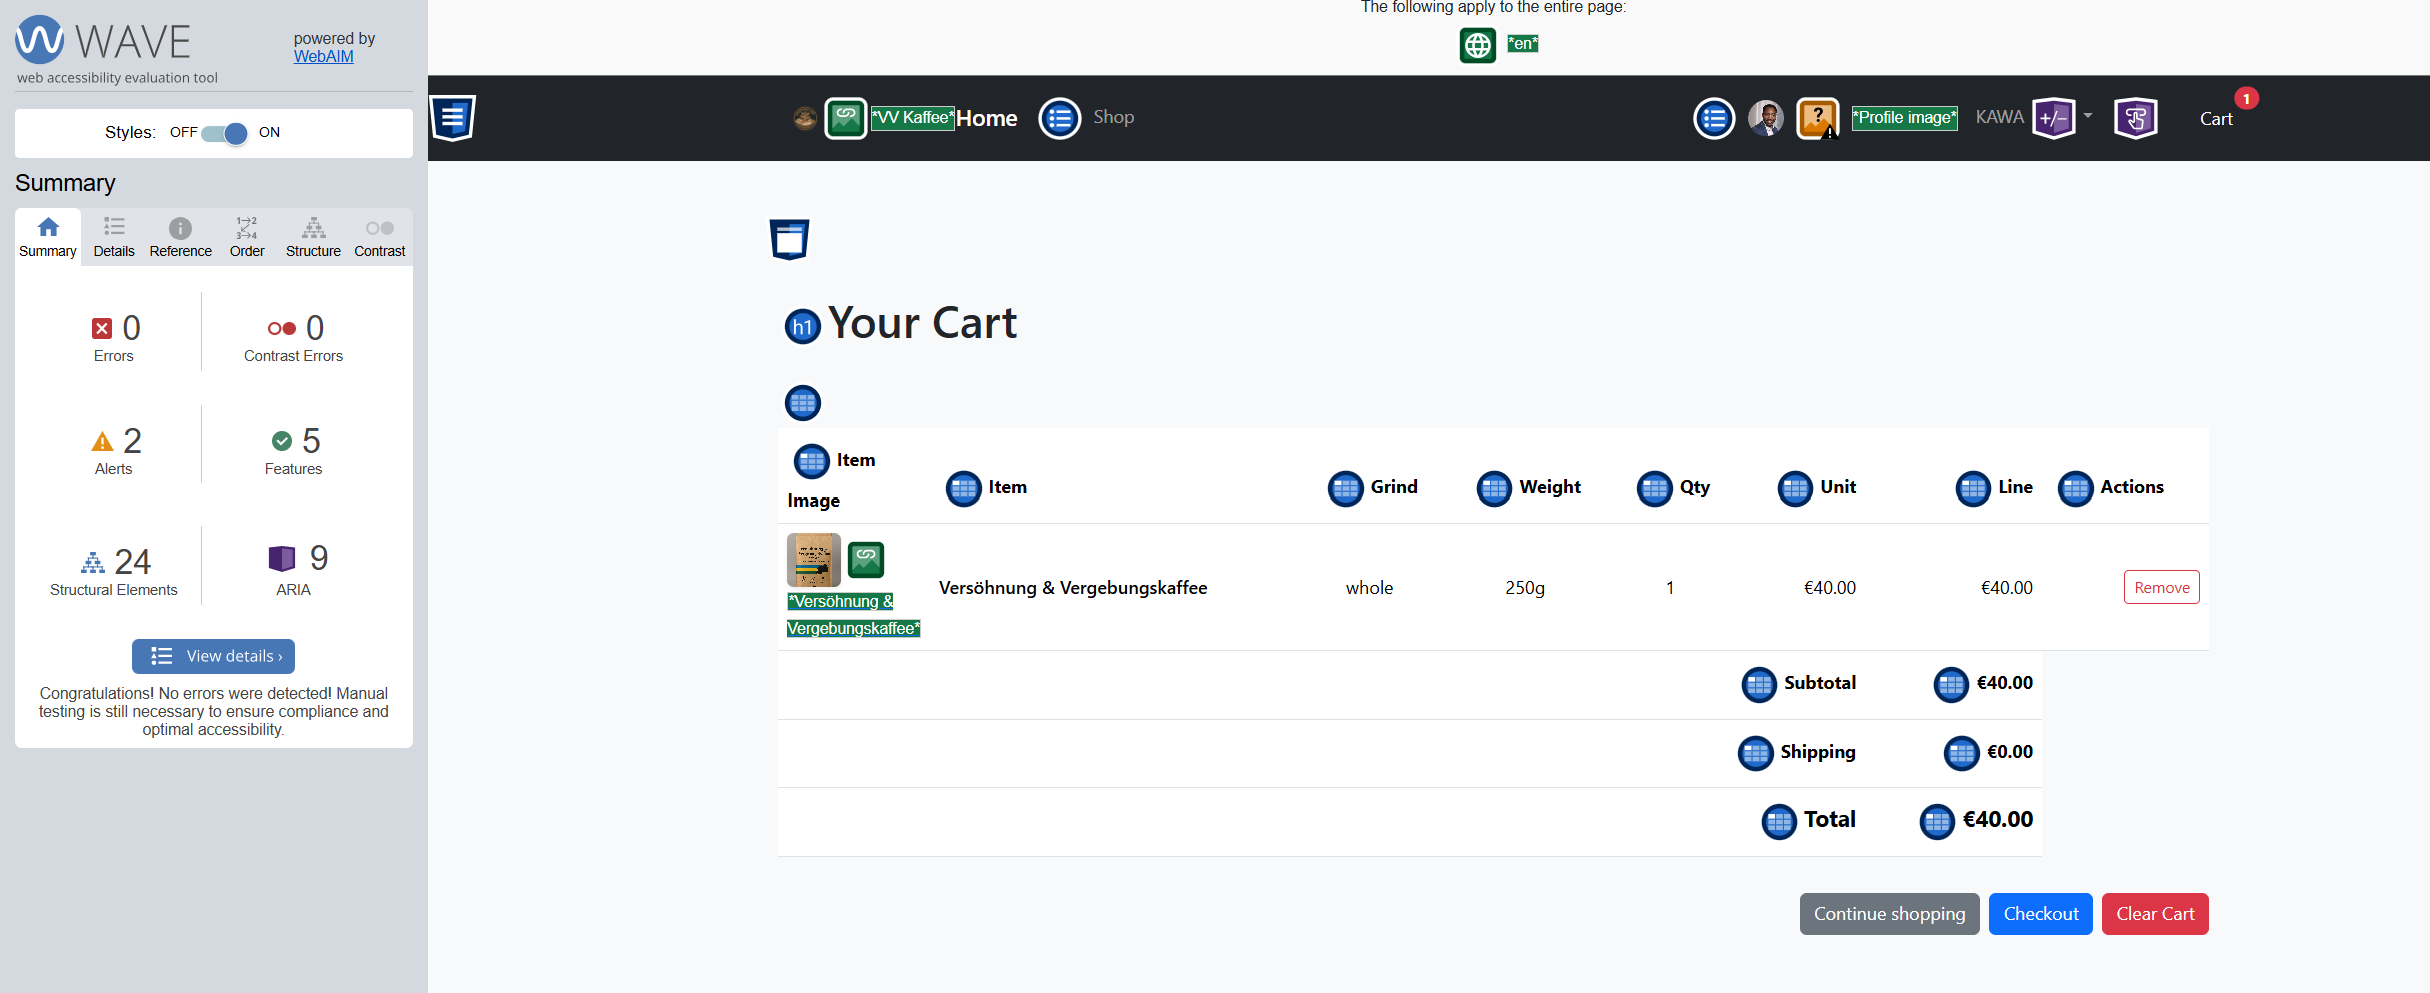 WAVE
powered by
WebAIM
web accessibility evaluation tool
Styles: OFF ON
Summary
Summary Details Reference Order Structure Contrast
0 0
Errors Contrast Errors
2 5
Alerts Features
24 9
Structural Elements ARIA
View details ›
Congratulations! No errors were detected! Manual
testing is still necessary to ensure compliance and
optimal accessibility.
The following apply to the entire page:
*en*
*VV Kaffee* Home Shop *Profile image* KAWA +/- Cart 1
h1 Your Cart
Item
Image Item Grind Weight Qty Unit Line Actions
*Versöhnung &
Vergebungskaffee* Versöhnung & Vergebungskaffee whole 250g 1 €40.00 €40.00 Remove
Subtotal €40.00
Shipping €0.00
Total €40.00
Continue shopping Checkout Clear Cart